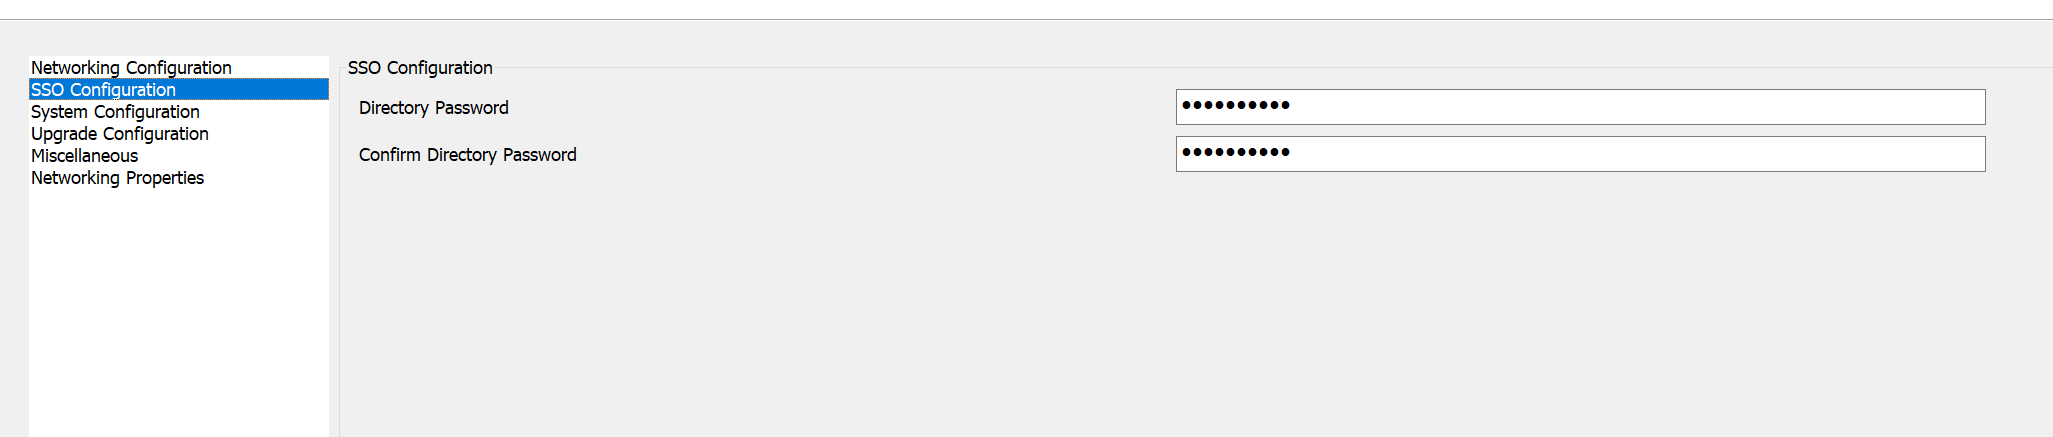 Networking Configuration
SSO Configuration
System Configuration
Upgrade Configuration
Miscellaneous
Networking Properties
SSO Configuration
Directory Password
••••••••••
Confirm Directory Password
••••••••••